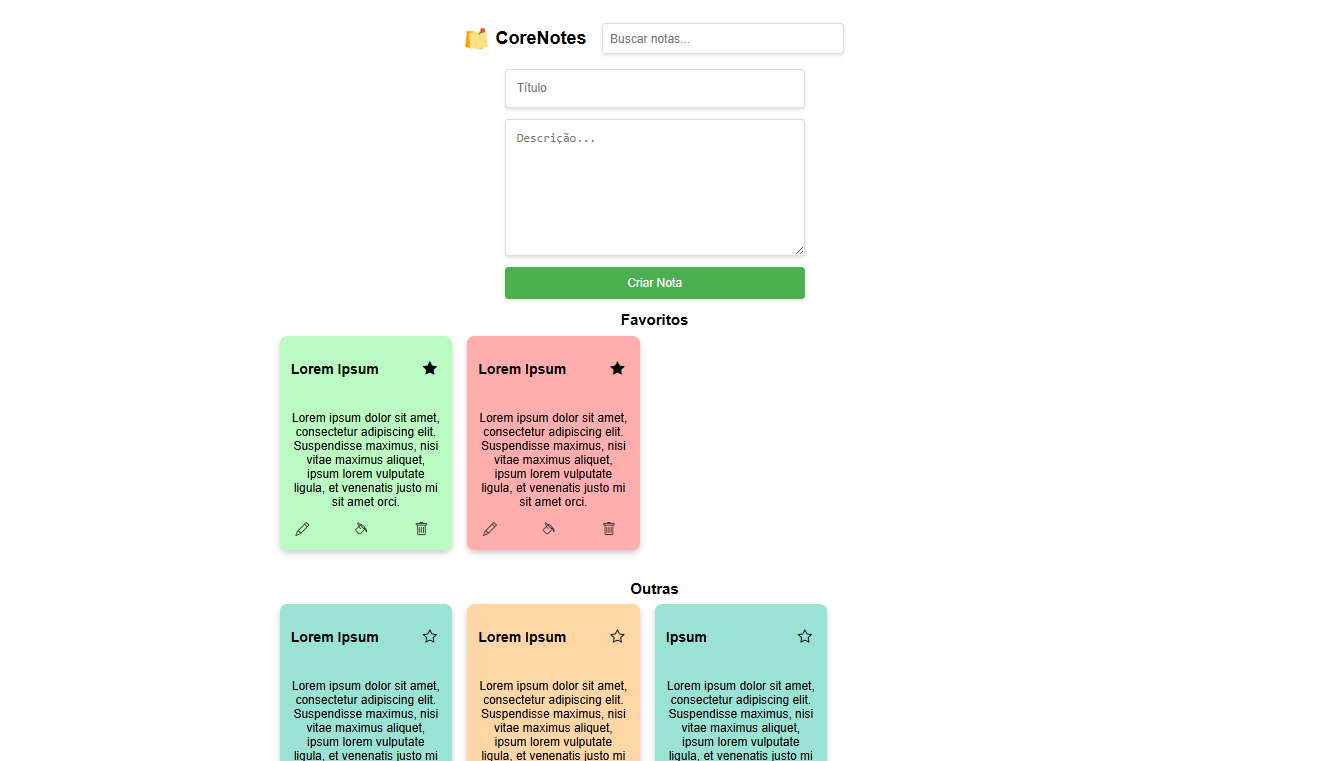 CoreNotes
Buscar notas...
Título
Descrição...
Criar Nota
Favoritos
Lorem Ipsum
Lorem ipsum dolor sit amet,
consectetur adipiscing elit.
Suspendisse maximus, nisi
vitae maximus aliquet,
ipsum lorem vulputate
ligula, et venenatis justo mi
sit amet orci.
Lorem Ipsum
Lorem ipsum dolor sit amet,
consectetur adipiscing elit.
Suspendisse maximus, nisi
vitae maximus aliquet,
ipsum lorem vulputate
ligula, et venenatis justo mi
sit amet orci.
Outras
Lorem Ipsum
Lorem ipsum dolor sit amet,
consectetur adipiscing elit.
Suspendisse maximus, nisi
vitae maximus aliquet,
ipsum lorem vulputate
ligula, et venenatis justo mi
Lorem Ipsum
Lorem ipsum dolor sit amet,
consectetur adipiscing elit.
Suspendisse maximus, nisi
vitae maximus aliquet,
ipsum lorem vulputate
ligula, et venenatis justo mi
Ipsum
Lorem ipsum dolor sit amet,
consectetur adipiscing elit.
Suspendisse maximus, nisi
vitae maximus aliquet,
ipsum lorem vulputate
ligula, et venenatis justo mi